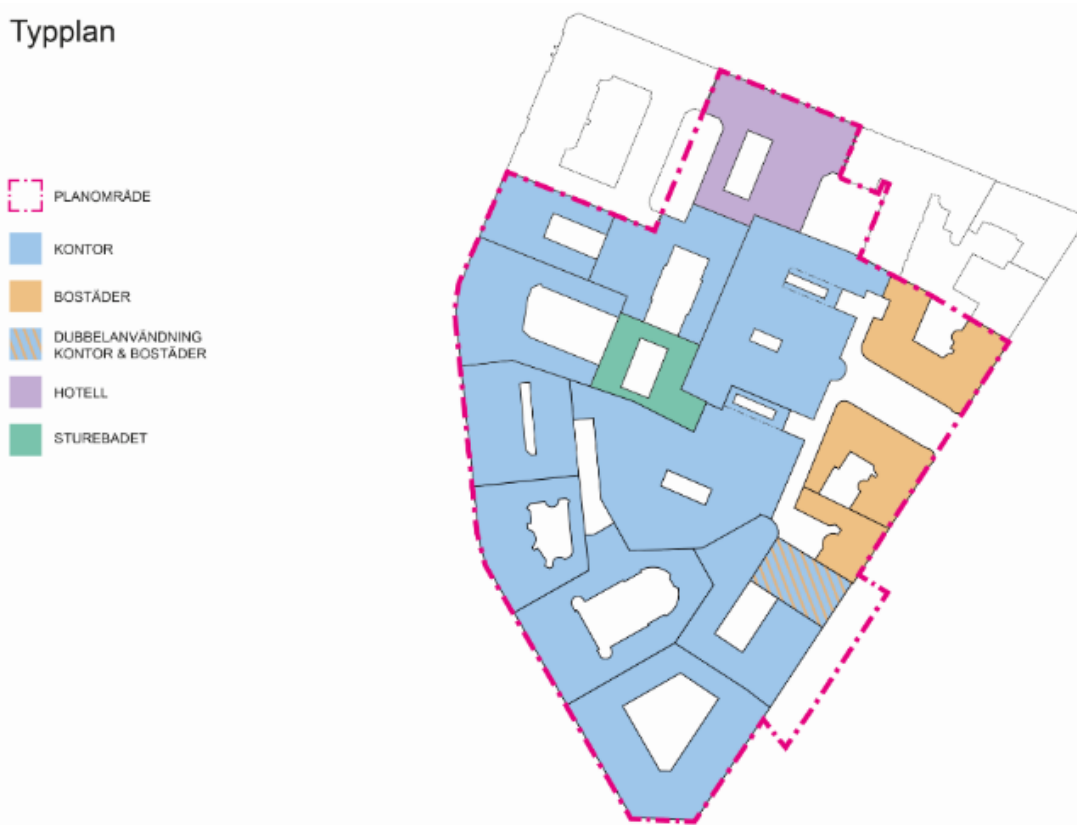 Typplan
PLANOMRÅDE
KONTOR
BOSTÄDER
DUBBELANVÄNDNING
KONTOR & BOSTÄDER
HOTELL
STUREBADET